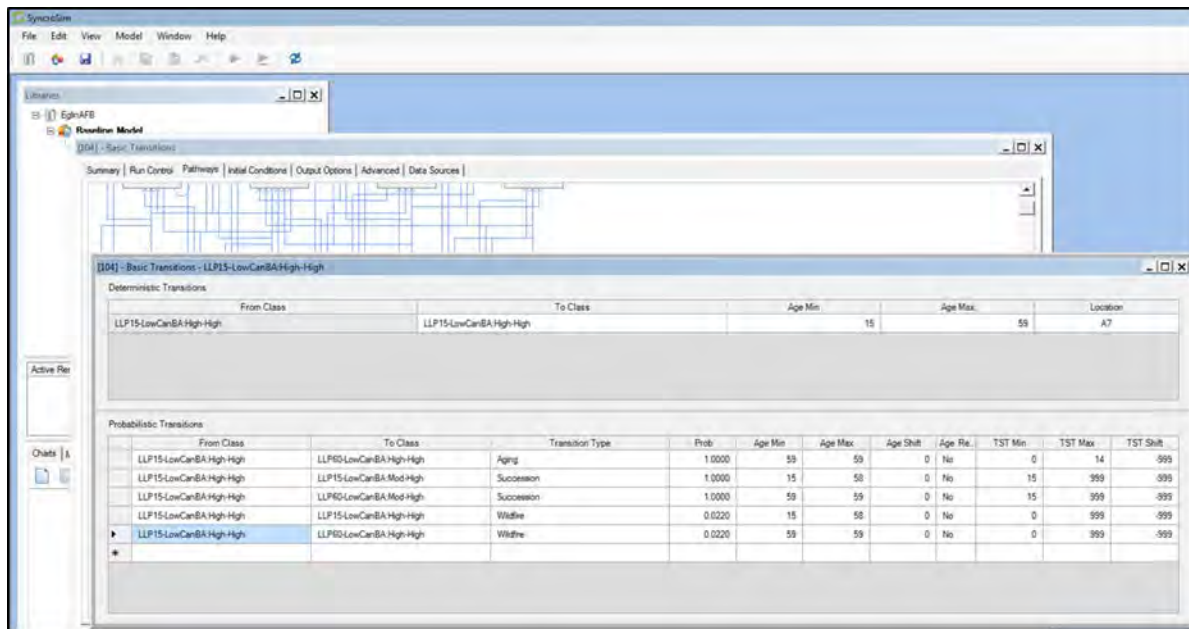 SyncroSim
File Edit View Model Window Help
Libraries
EglinAFB
Baseline Model
[104] - Basic Transitions
Summary | Run Control Pathways | Initial Conditions | Output Options | Advanced | Data Sources |
[104] - Basic Transitions - LLP15-LowCanBA:High-High
Deterministic Transitions
From Class To Class Age Min Age Max Location
LLP15-LowCanBA:High-High LLP15-LowCanBA:High-High 15 59 A7
Active
Probabilistic Transitions
From Class To Class Transition Type Prob Age Min Age Max Age Shift Age Re... TST Min TST Max TST Shift
Charts
LLP15-LowCanBA:High-High LLP60-LowCanBA:High-High Aging 1.0000 59 59 0 No 0 14 -999
LLP15-LowCanBA:High-High LLP15-LowCanBA:Mod-High Succession 1.0000 15 58 0 No 15 999 -999
LLP15-LowCanBA:High-High LLP60-LowCanBA:Mod-High Succession 1.0000 59 59 0 No 15 999 -999
LLP15-LowCanBA:High-High LLP15-LowCanBA:High-High Wildfire 0.0220 15 58 0 No 0 999 -999
LLP15-LowCanBA:High-High LLP60-LowCanBA:High-High Wildfire 0.0220 59 59 0 No 0 999 -999